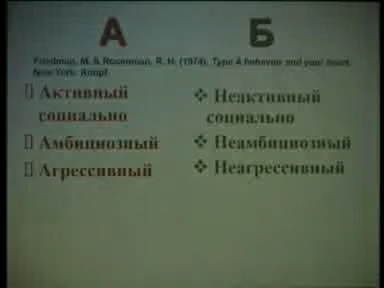 А Б
Friedman, M. & Rosenman, R. H. (1974). Type A behavior and your heart.
New York: Knopf.
Активный
социально
Амбициозный
Агрессивный
Неактивный
социально
Неамбициозный
Неагрессивный